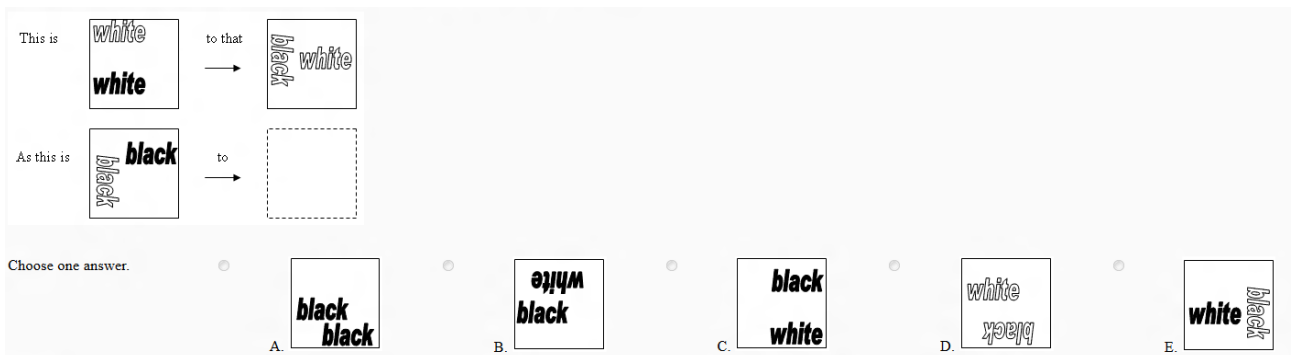 This is
white
white
to that
black
white
As this is
black
black
to
Choose one answer.
A.
black
black
B.
white
black
C.
black
white
D.
white
black
E.
white
black